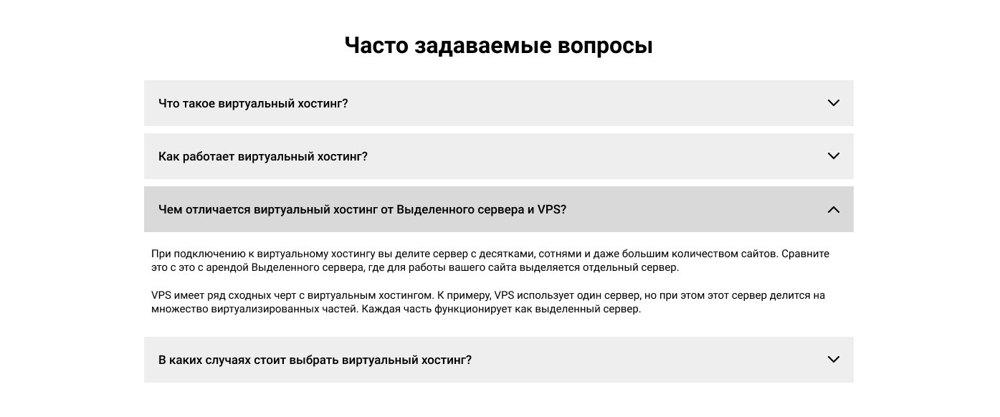 Часто задаваемые вопросы
Что такое виртуальный хостинг?
Как работает виртуальный хостинг?
Чем отличается виртуальный хостинг от Выделенного сервера и VPS?
При подключению к виртуальному хостингу вы делите сервер с десятками, сотнями и даже большим количеством сайтов. Сравните
это с это с арендой Выделенного сервера, где для работы вашего сайта выделяется отдельный сервер.
VPS имеет ряд сходных черт с виртуальным хостингом. К примеру, VPS использует один сервер, но при этом этот сервер делится на
множество виртуализированных частей. Каждая часть функционирует как выделенный сервер.
В каких случаях стоит выбрать виртуальный хостинг?